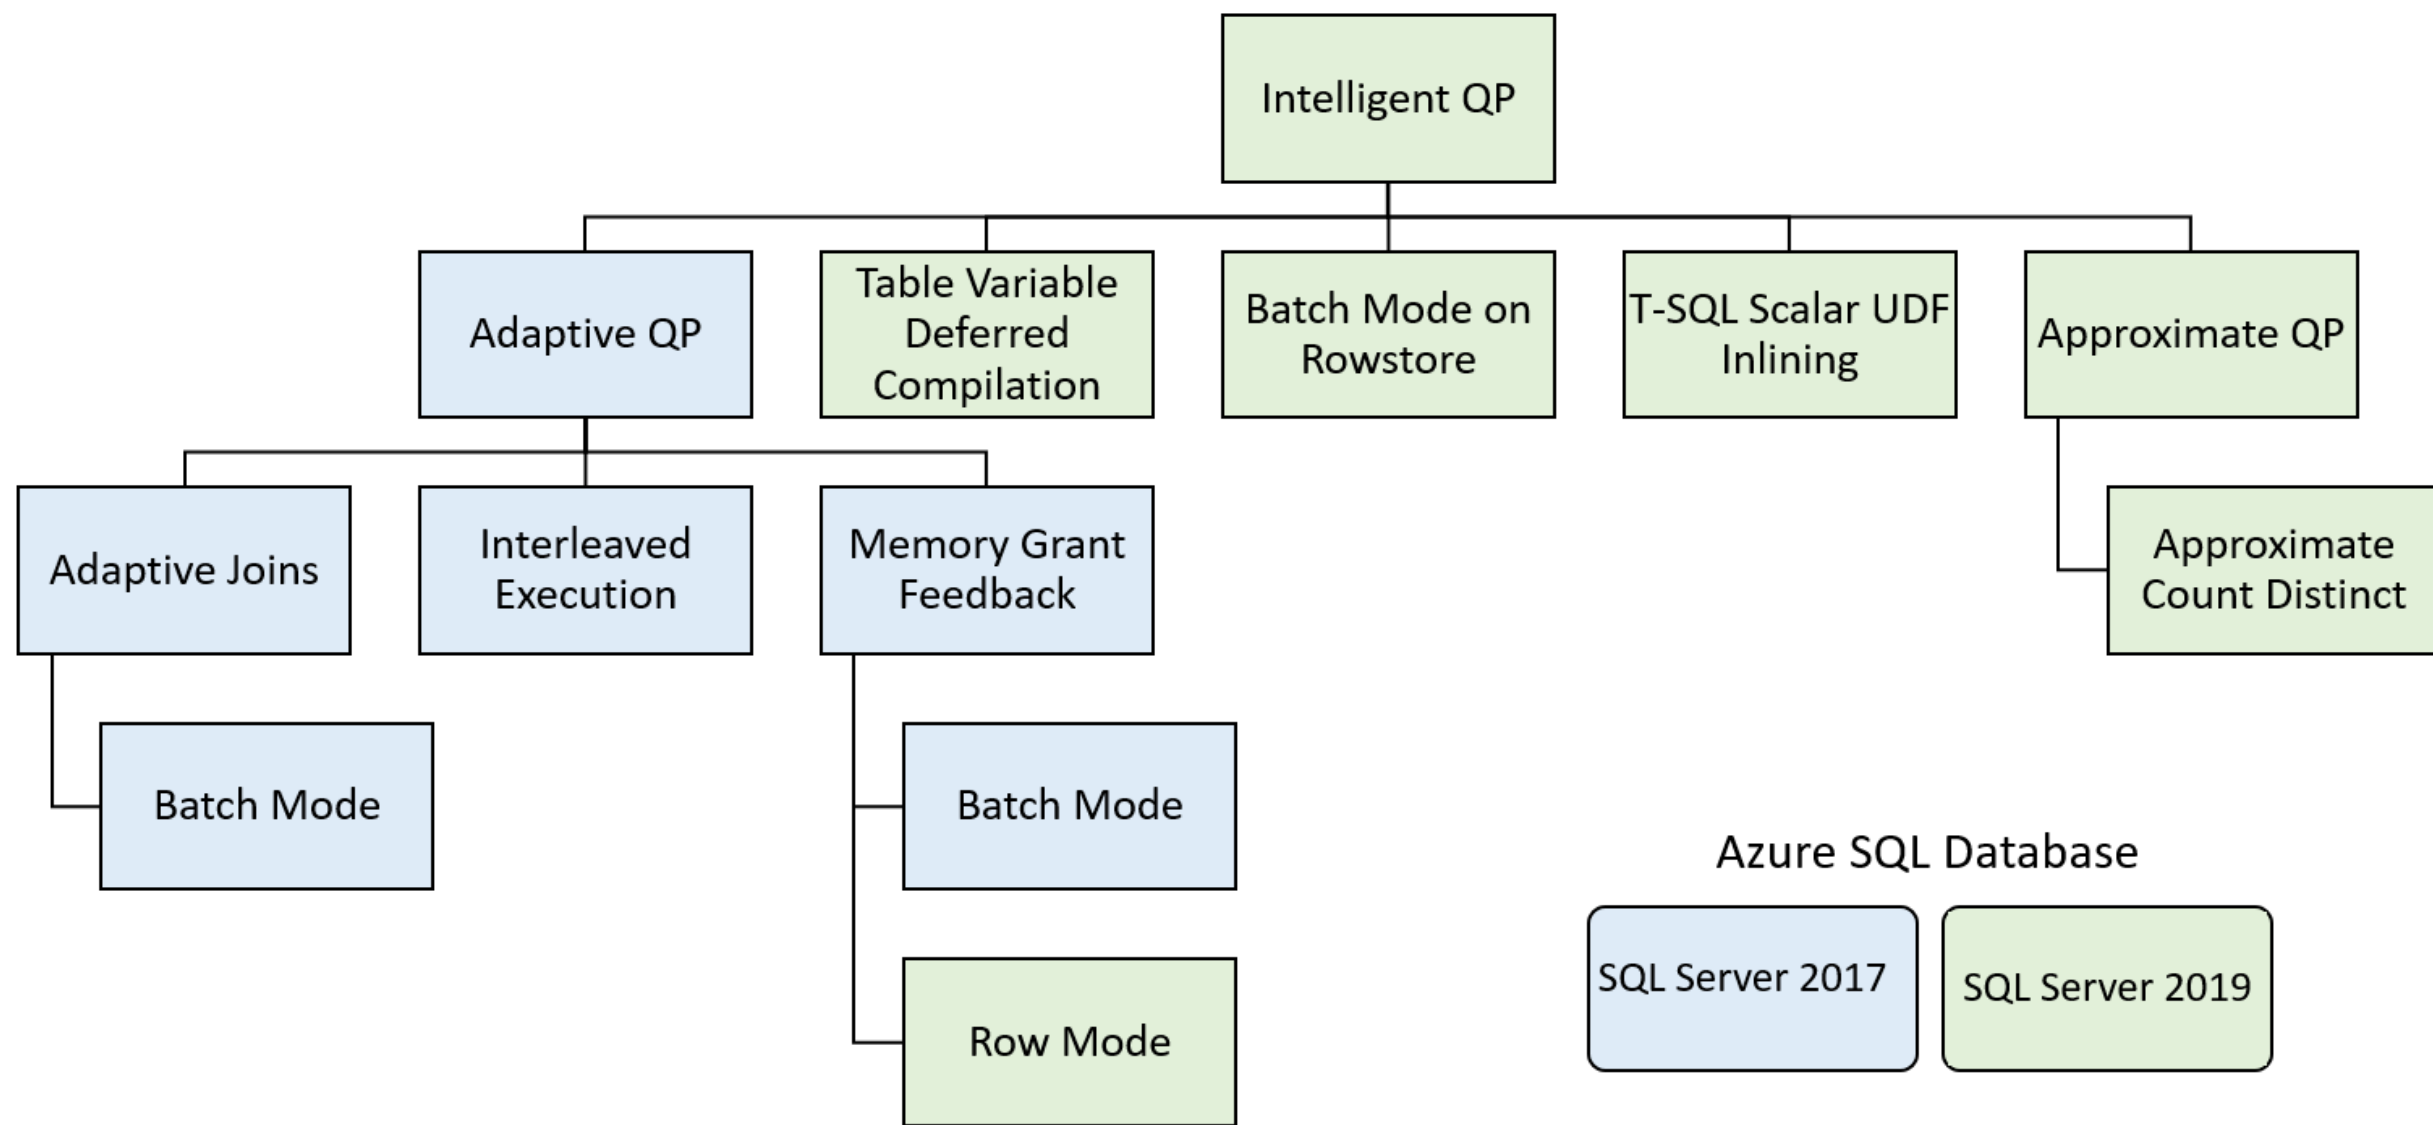 Intelligent QP
Adaptive QP
Table Variable
Deferred
Compilation
Batch Mode on
Rowstore
T-SQL Scalar UDF
Inlining
Approximate QP
Adaptive Joins
Interleaved
Execution
Memory Grant
Feedback
Approximate
Count Distinct
Batch Mode
Batch Mode
Row Mode
Azure SQL Database
SQL Server 2017
SQL Server 2019